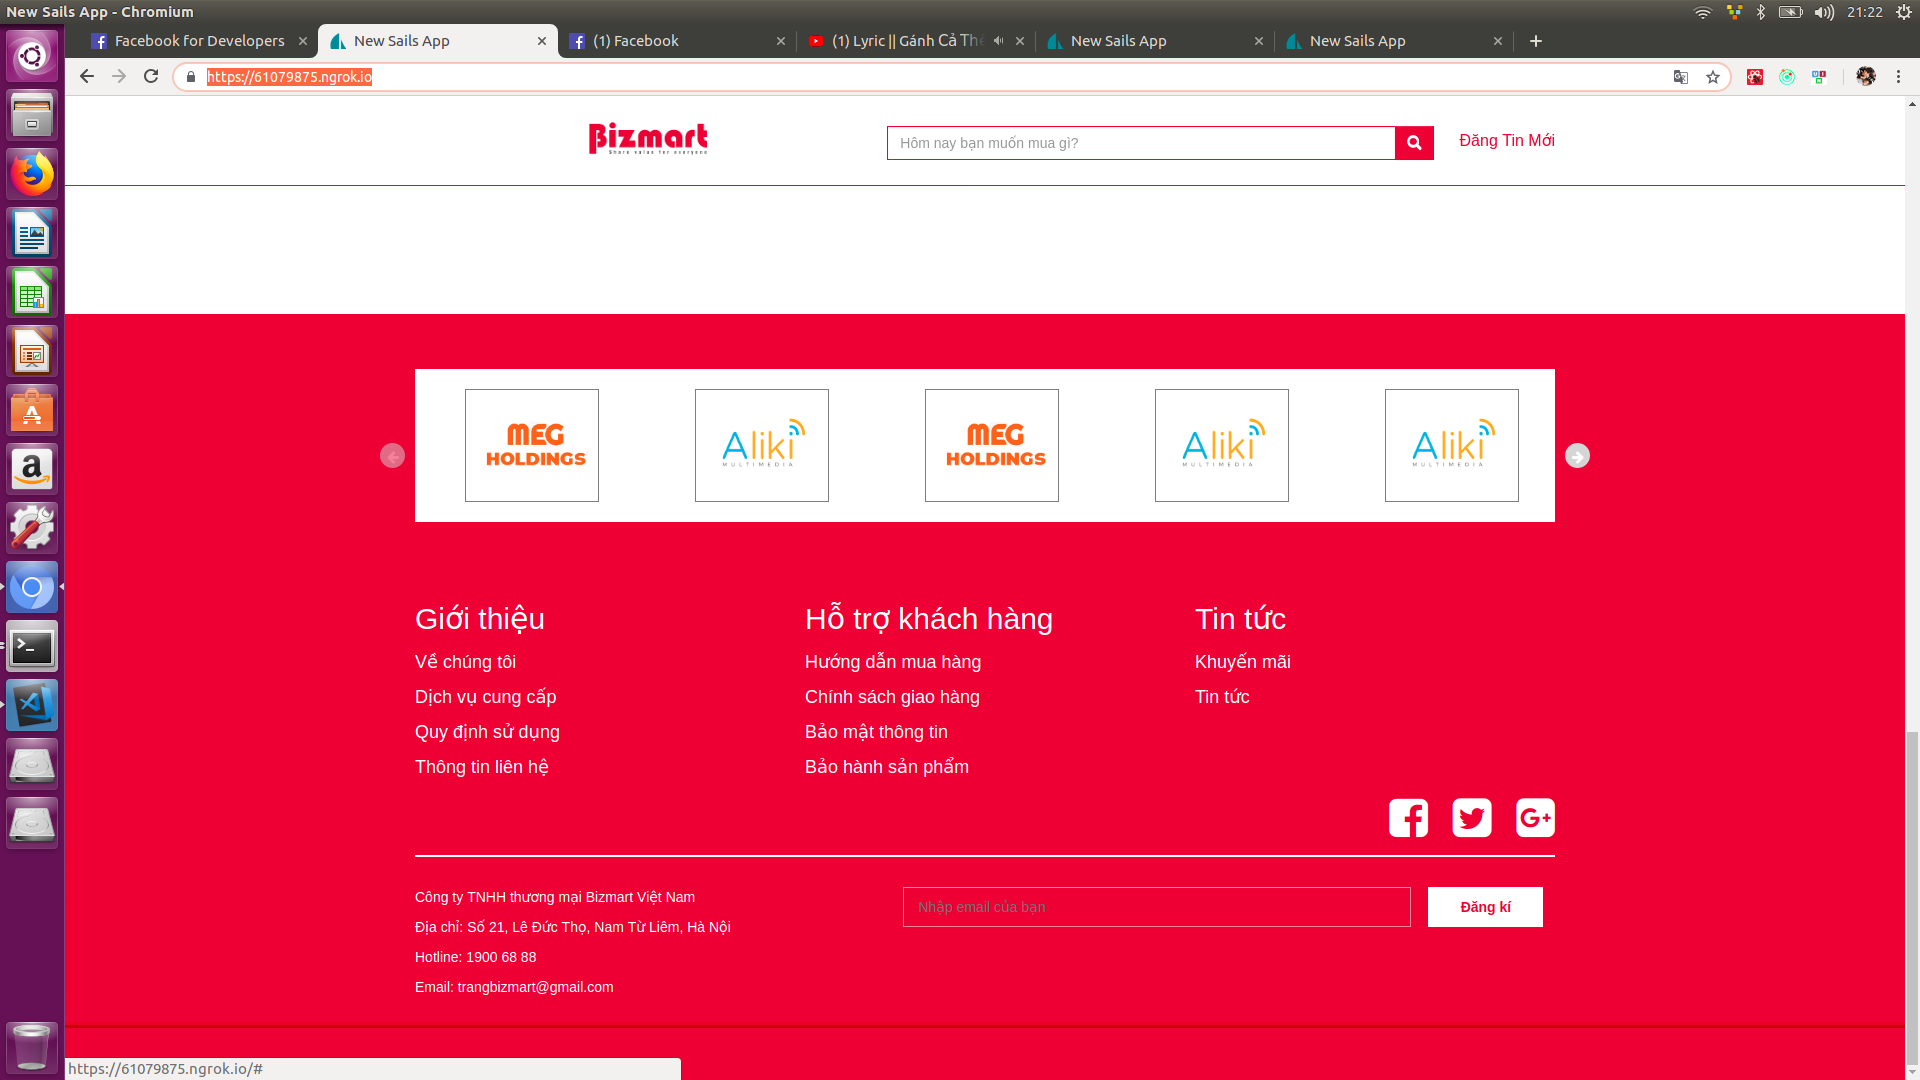 New Sails App - Chromium
21:22
Facebook for Developers
New Sails App
(1) Facebook
(1) Lyric || Gánh Cả Thế
New Sails App
New Sails App
https://61079875.ngrok.io
Bizmart
Share value for everyone
Hôm nay bạn muốn mua gì?
Đăng Tin Mới
MEG HOLDINGS
Aliki MULTIMEDIA
MEG HOLDINGS
Aliki MULTIMEDIA
Aliki MULTIMEDIA
Giới thiệu
Về chúng tôi
Dịch vụ cung cấp
Quy định sử dụng
Thông tin liên hệ
Hỗ trợ khách hàng
Hướng dẫn mua hàng
Chính sách giao hàng
Bảo mật thông tin
Bảo hành sản phẩm
Tin tức
Khuyến mãi
Tin tức
Công ty TNHH thương mại Bizmart Việt Nam
Địa chỉ: Số 21, Lê Đức Thọ, Nam Từ Liêm, Hà Nội
Hotline: 1900 68 88
Email: trangbizmart@gmail.com
Nhập email của bạn
Đăng kí
https://61079875.ngrok.io/#